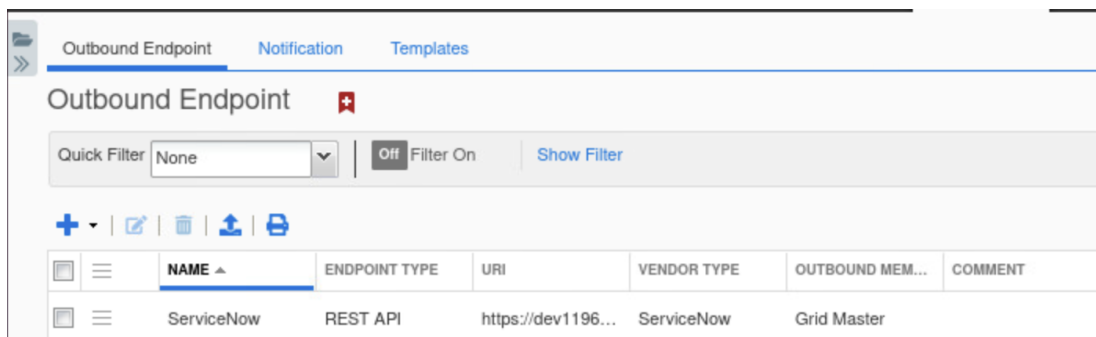 Outbound Endpoint Notification Templates
Outbound Endpoint
Quick Filter None Off Filter On Show Filter
NAME ENDPOINT TYPE URI VENDOR TYPE OUTBOUND MEM... COMMENT
ServiceNow REST API https://dev1196... ServiceNow Grid Master